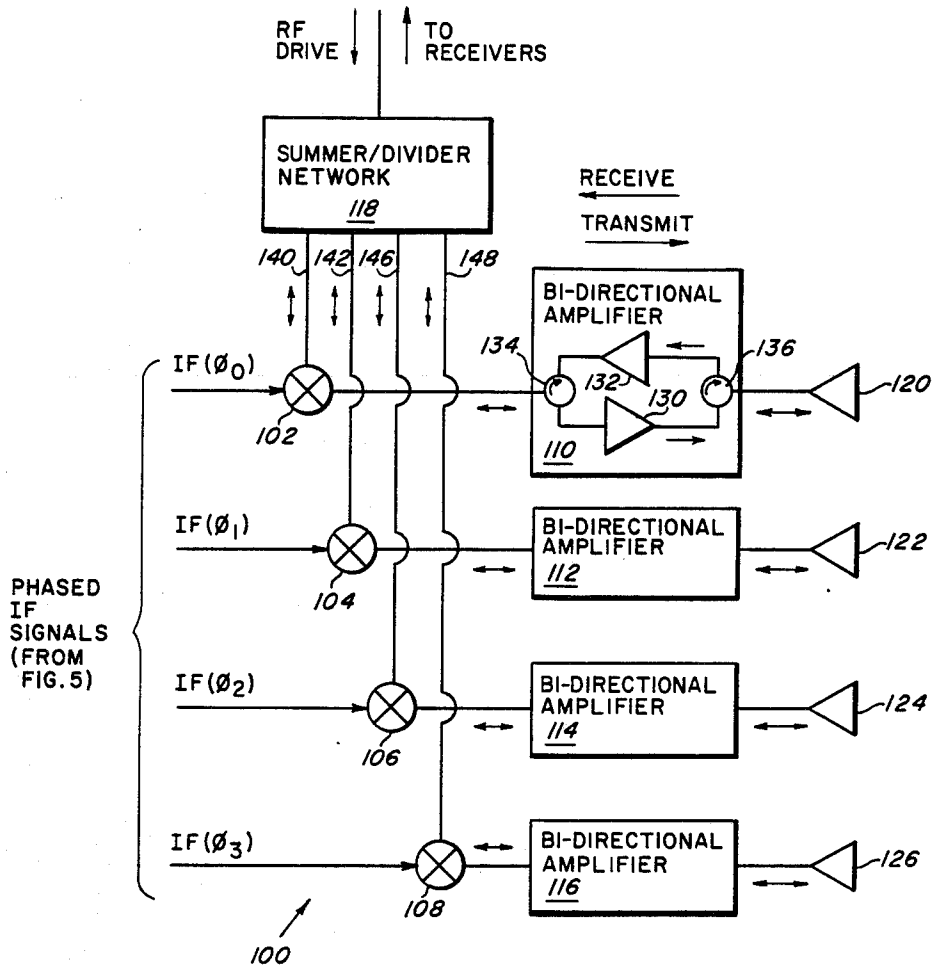 RF
DRIVE
TO
RECEIVERS
SUMMER/DIVIDER
NETWORK
118
RECEIVE
TRANSMIT
140
142
146
148
BI-DIRECTIONAL
AMPLIFIER
134
132
130
136
110
120
IF(Ø0)
102
IF(Ø1)
104
BI-DIRECTIONAL
AMPLIFIER
112
122
PHASED
IF
SIGNALS
(FROM
FIG.5)
IF(Ø2)
106
BI-DIRECTIONAL
AMPLIFIER
114
124
IF(Ø3)
108
BI-DIRECTIONAL
AMPLIFIER
116
126
100